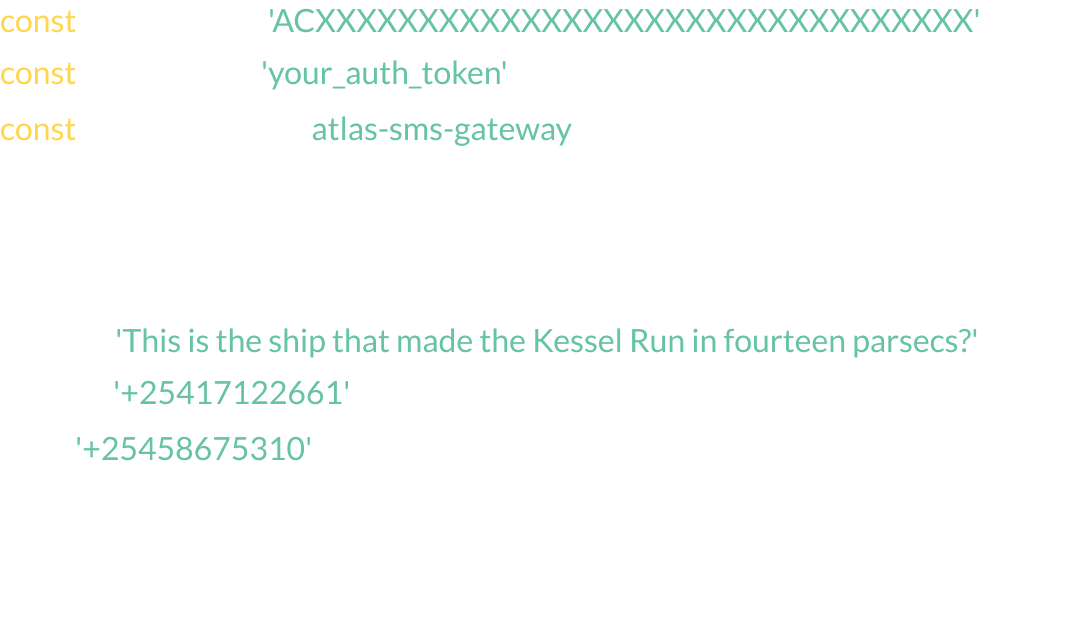 const 'ACXXXXXXXXXXXXXXXXXXXXXXXXXXXXXXXX'
const 'your_auth_token'
const atlas-sms-gateway
'This is the ship that made the Kessel Run in fourteen parsecs?'
'+25417122661'
'+25458675310'